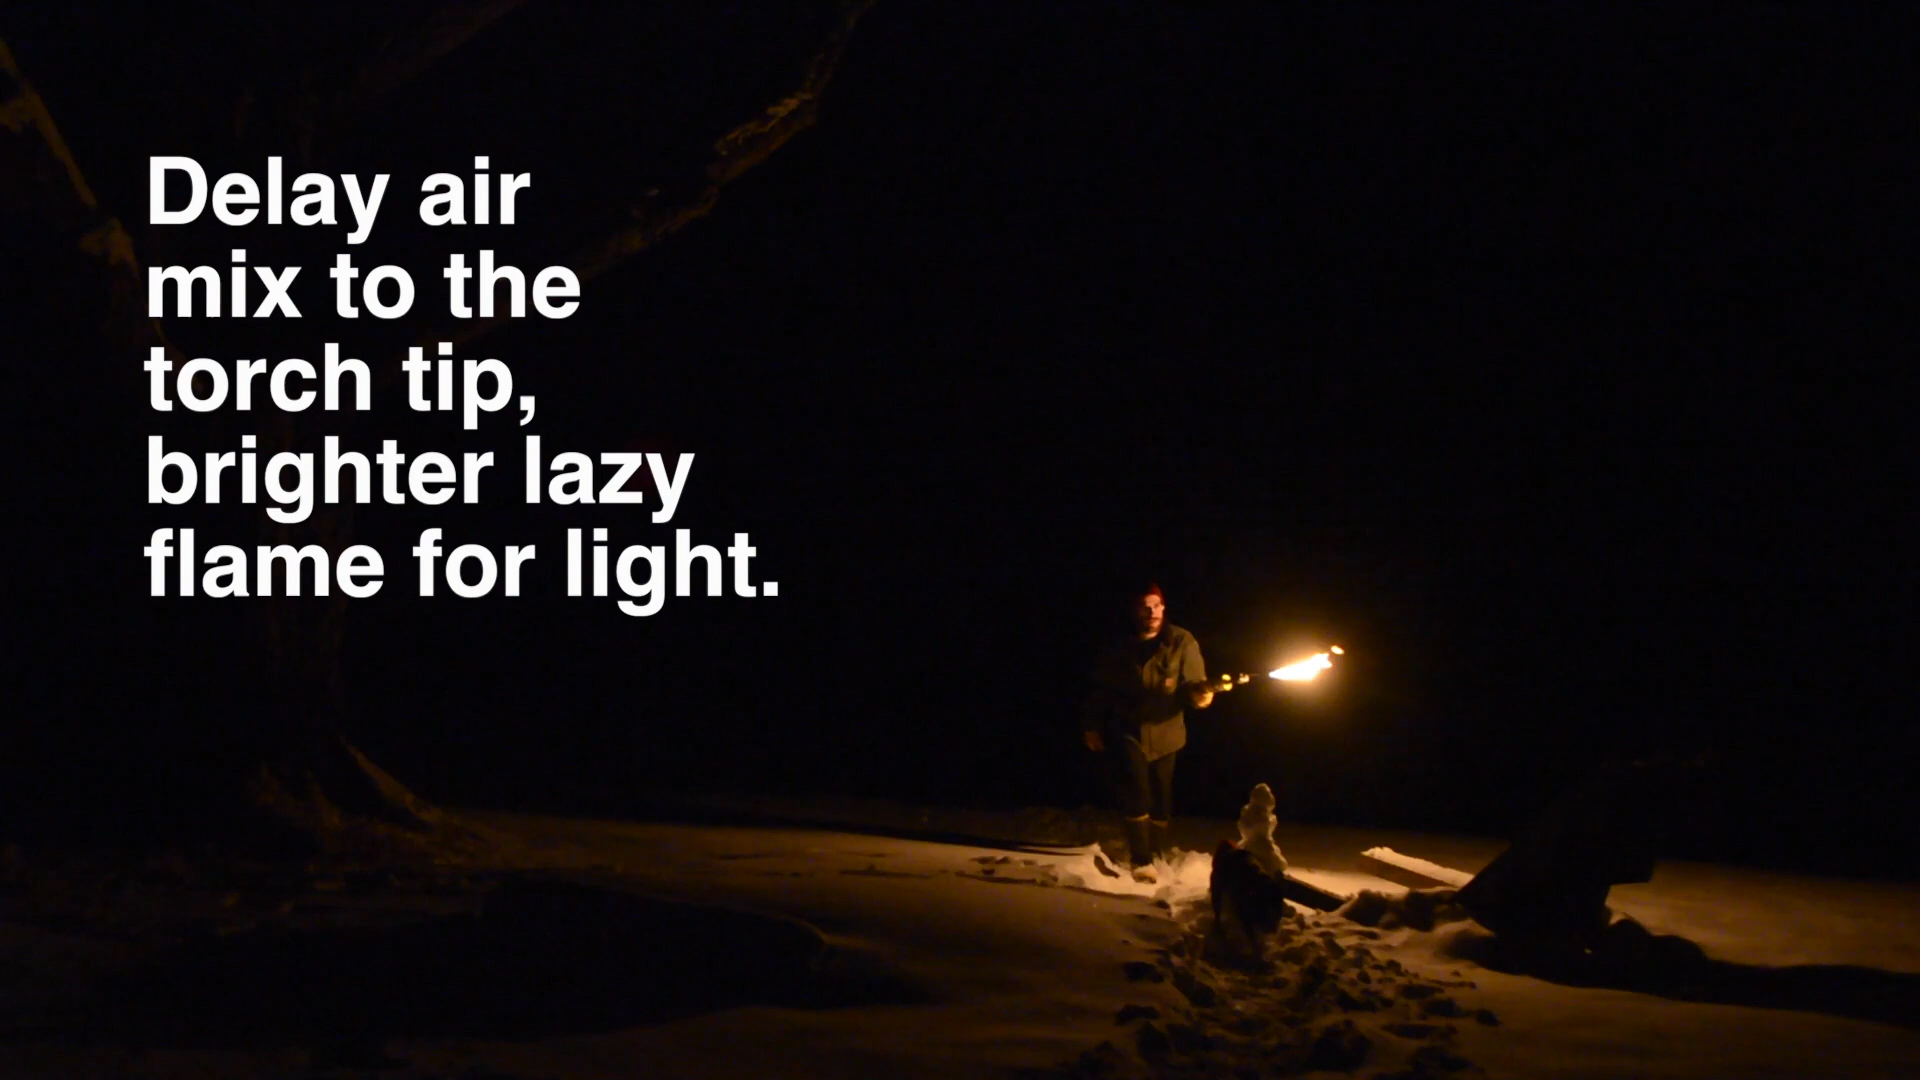 Delay air
mix to the
torch tip,
brighter lazy
flame for light.